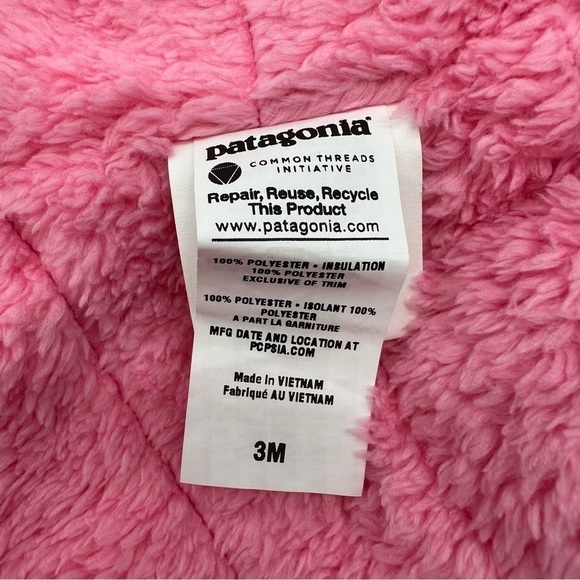 patagonia®
COMMON THREADS
INITIATIVE
Repair, Reuse, Recycle
This Product
www.patagonia.com
100% POLYESTER • INSULATION
100% POLYESTER
EXCLUSIVE OF TRIM
100% POLYESTER • ISOLANT 100%
POLYESTER
A PART LA GARNITURE
MFG DATE AND LOCATION AT
PCPSIA.COM
Made In VIETNAM
Fabriqué AU VIETNAM
3M